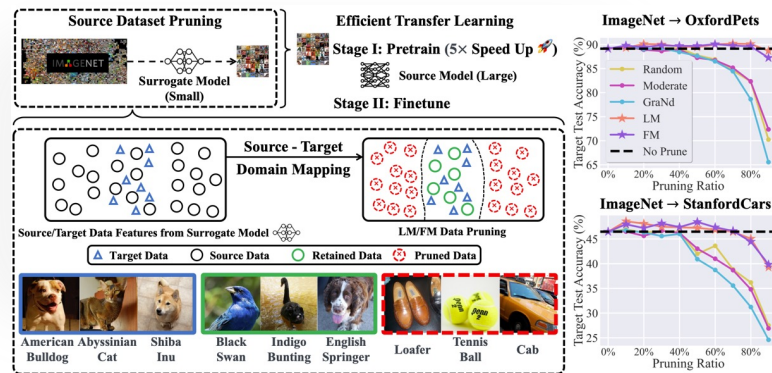 Source Dataset Pruning
IMAGENET
Surrogate Model
(Small)
Efficient Transfer Learning
Stage I: Pretrain (5× Speed Up 🚀)
Source Model (Large)
Stage II: Finetune
Source - Target
Domain Mapping
Source/Target Data Features from Surrogate Model
LM/FM Data Pruning
Target Data
Source Data
Retained Data
Pruned Data
American
Bulldog
Abyssinian
Cat
Shiba
Inu
Black
Swan
Indigo
Bunting
English
Springer
Loafer
penn
2
Tennis
Ball
Cab
ImageNet → OxfordPets
Target Test Accuracy (%)
90
85
80
75
70
65
Random
Moderate
GraNd
LM
FM
No Prune
0% 20% 40% 60% 80%
Pruning Ratio
ImageNet → StanfordCars
Target Test Accuracy (%)
45
40
35
30
25
0% 20% 40% 60% 80%
Pruning Ratio